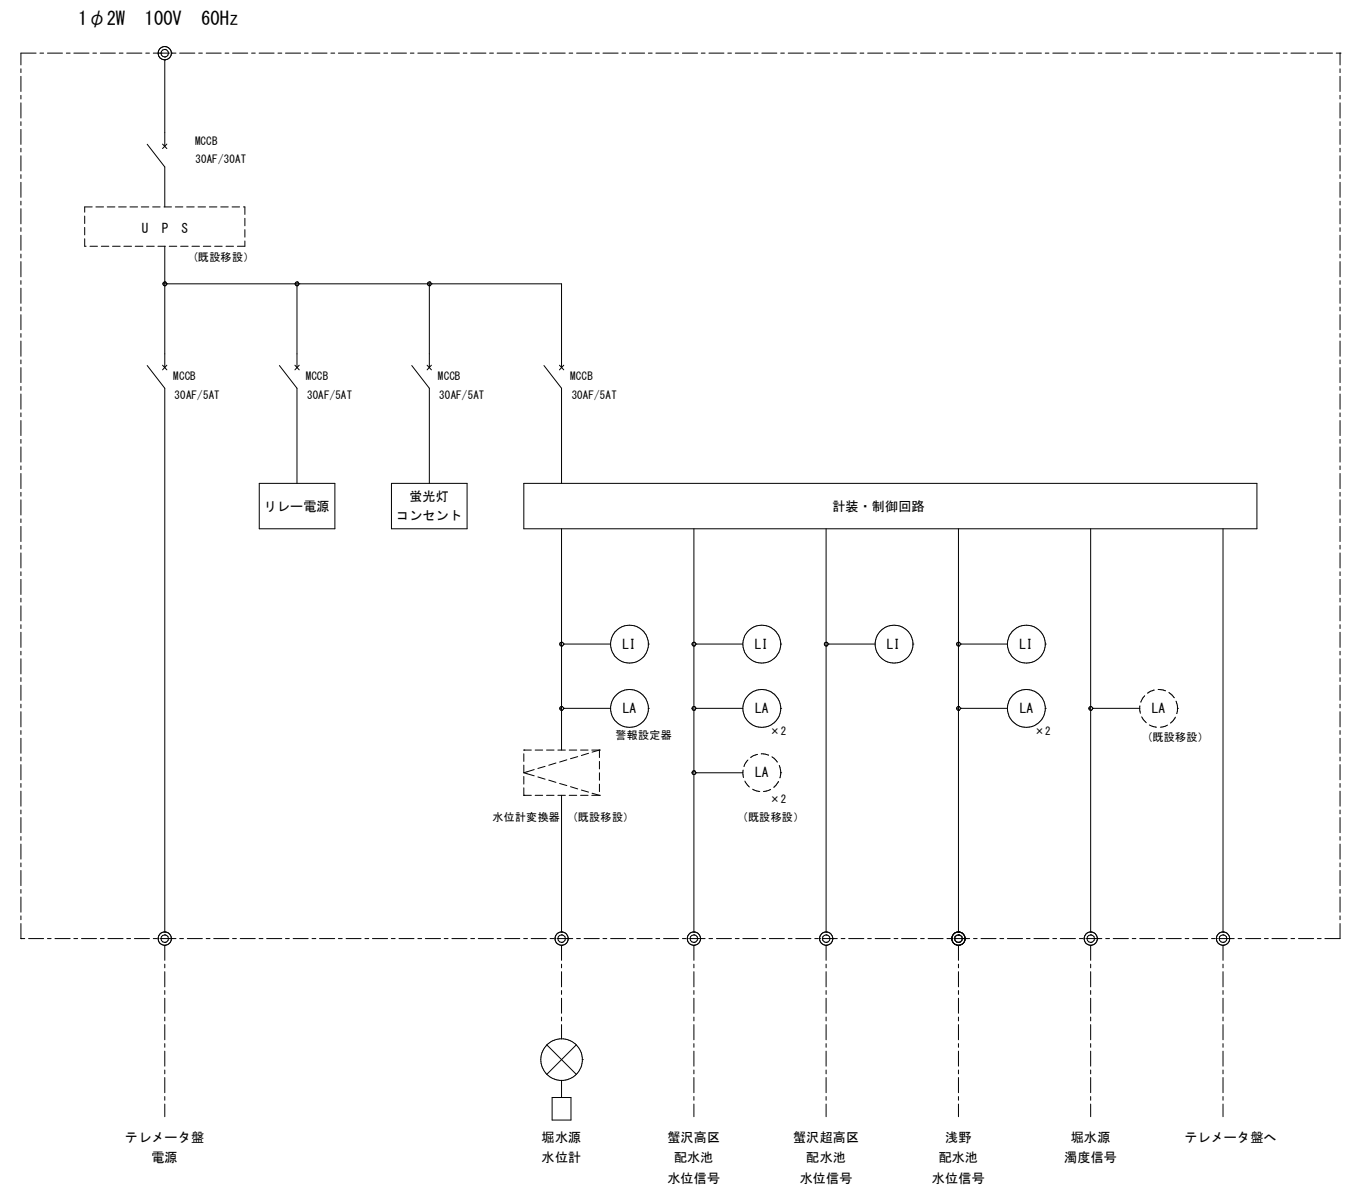 1φ2W 100V 60Hz
MCCB
30AF/30AT
U P S
(既設移設)
MCCB
30AF/5AT
MCCB
30AF/5AT
MCCB
30AF/5AT
MCCB
30AF/5AT
リレー電源
蛍光灯
コンセント
計装・制御回路
LI
LI
LI
LI
LA
警報設定器
LA
×2
LA
×2
LA
(既設移設)
LA
×2
(既設移設)
水位計変換器 (既設移設)
テレメータ盤
電源
堀水源
水位計
蟹沢高区
配水池
水位信号
蟹沢超高区
配水池
水位信号
浅野
配水池
水位信号
堀水源
濁度信号
テレメータ盤へ